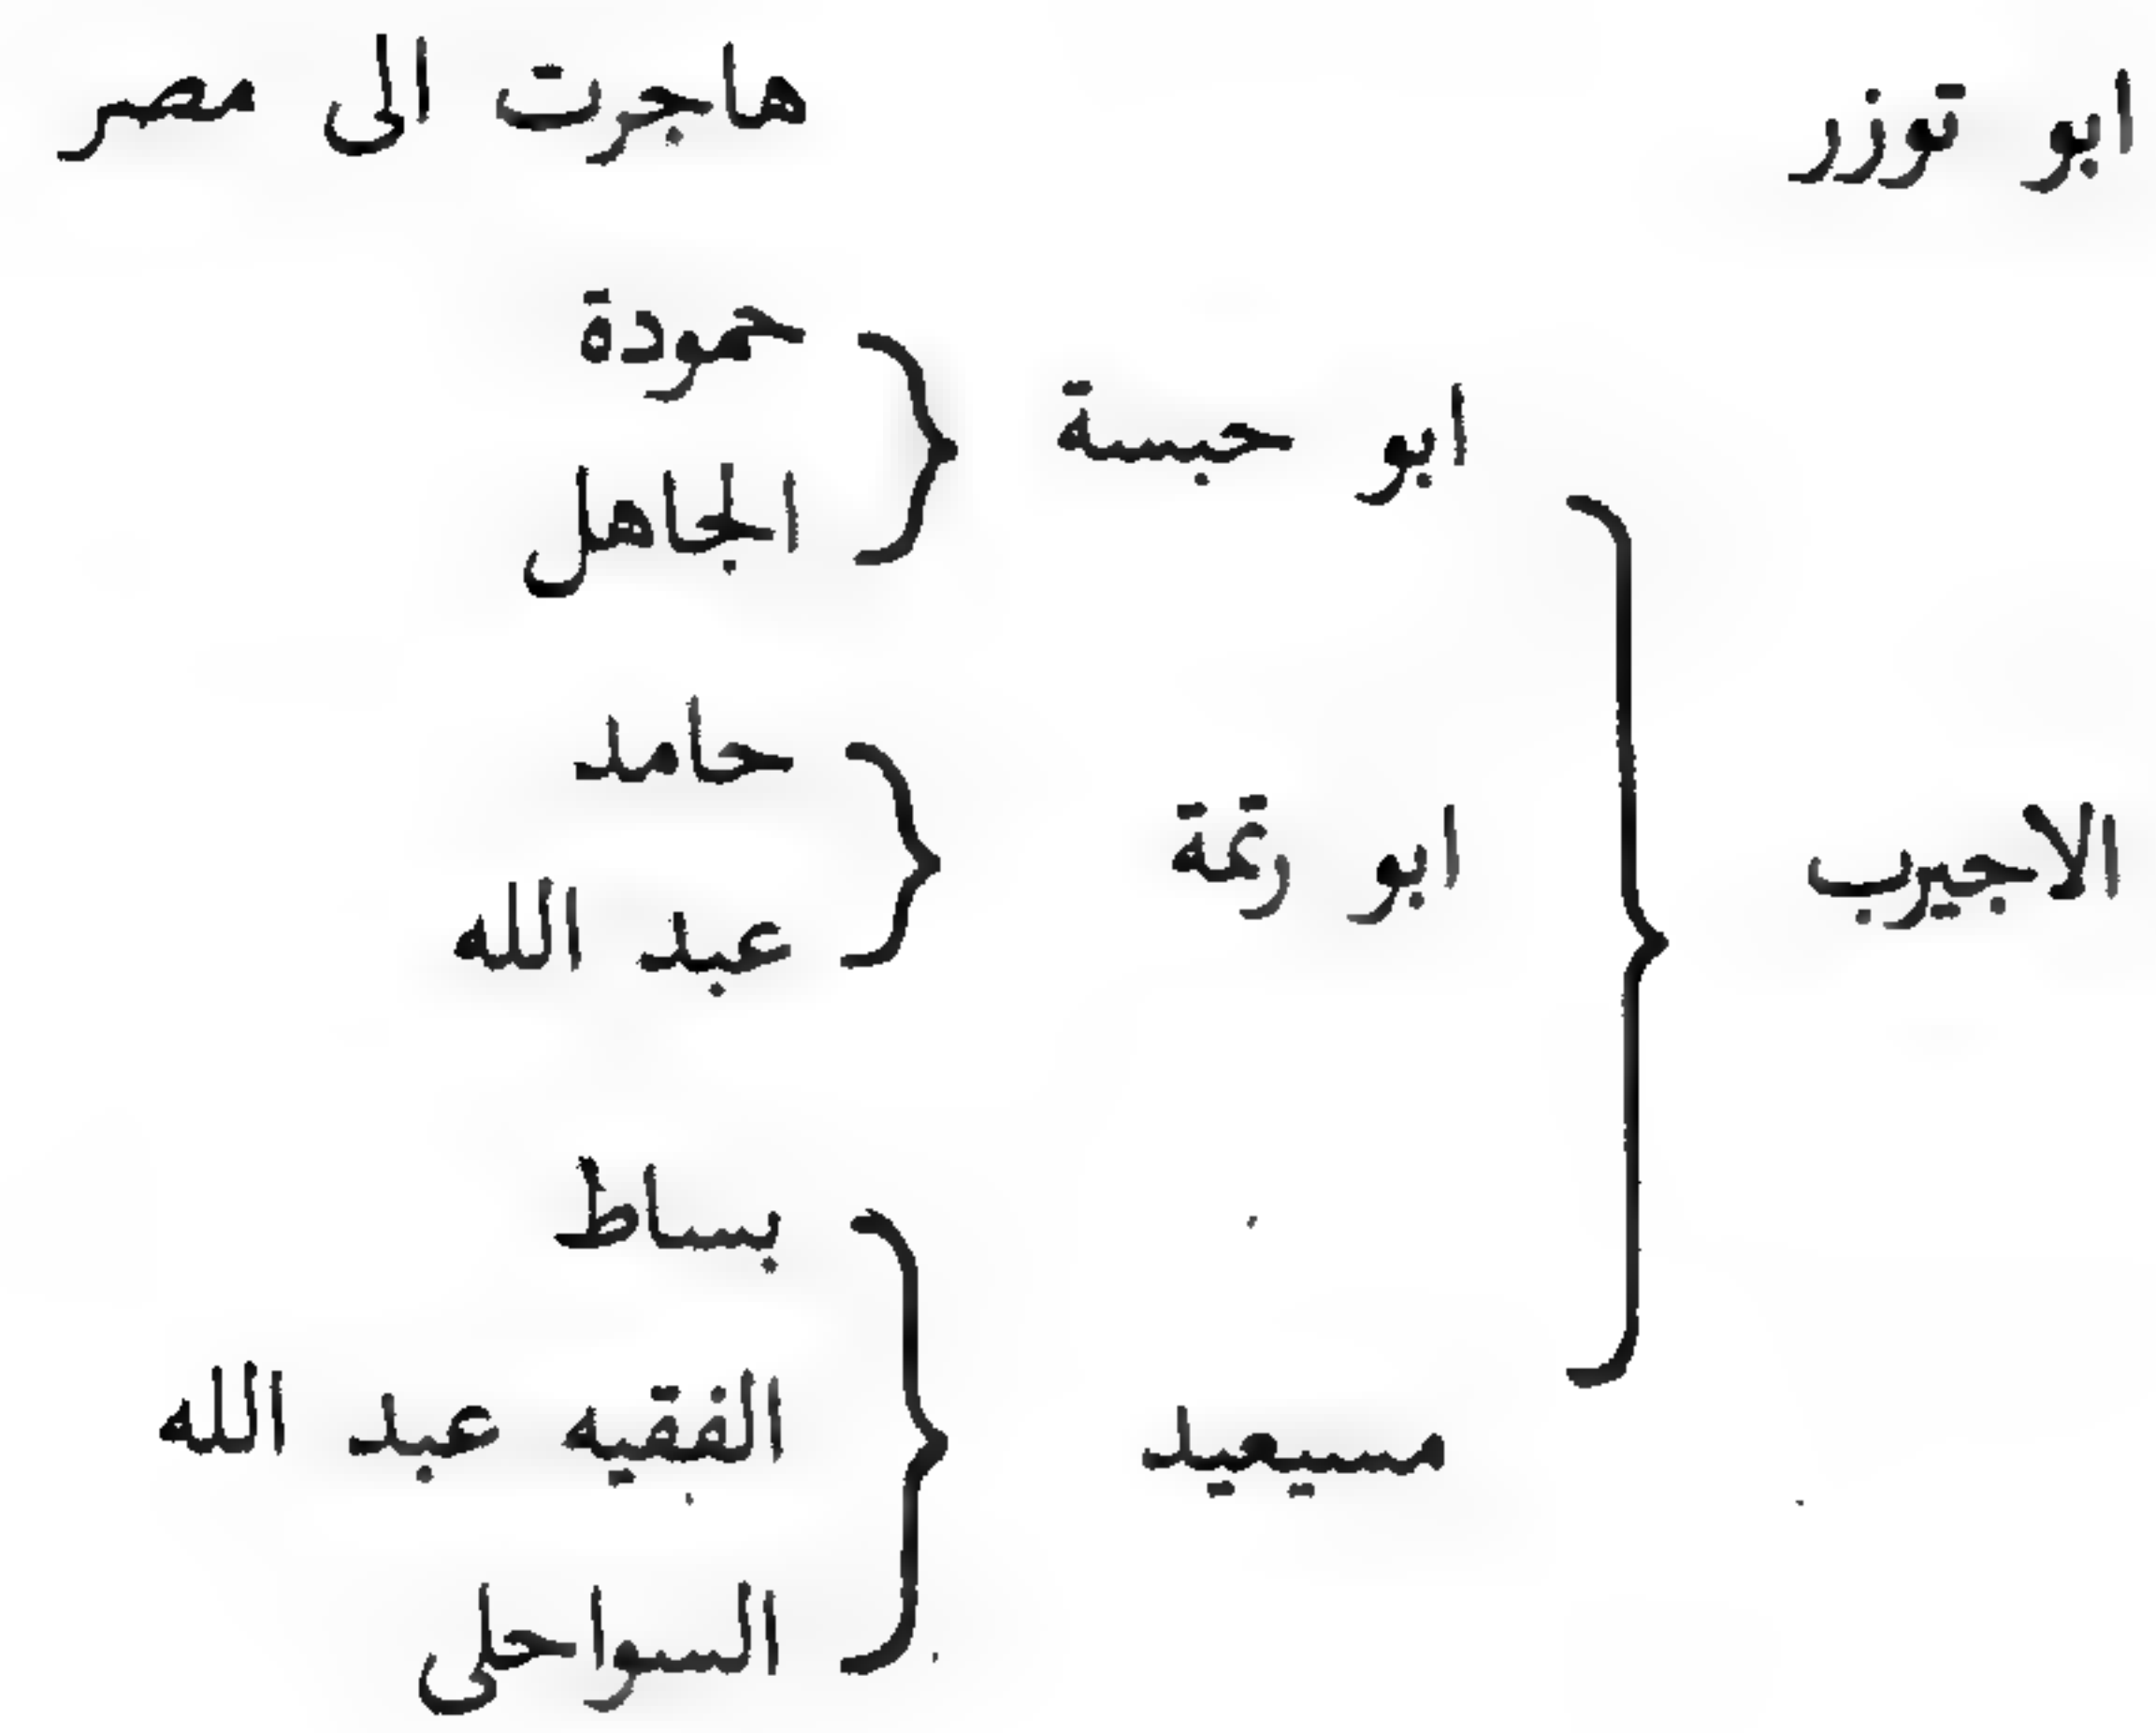 ابو توزر هاجرت الى مصر
حمودة
ابو حبسة
الجاهل
حامد
الاجيرب ابو رقمة
عبد الله
بساط
مسيعيد الفقيه عبد الله
السواحلى